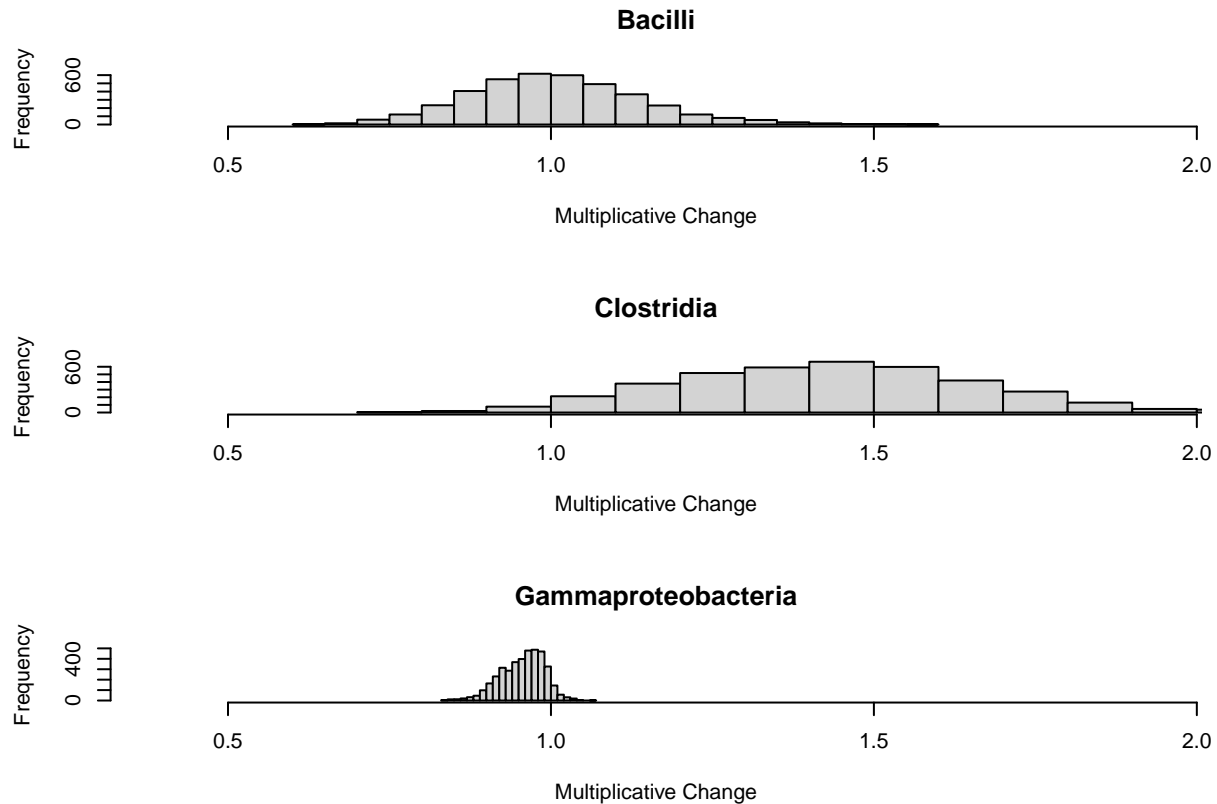 Bacilli
Frequency
0 600
0.5 1.0 1.5 2.0
Multiplicative Change
Clostridia
Frequency
0 600
0.5 1.0 1.5 2.0
Multiplicative Change
Gammaproteobacteria
Frequency
0 400
0.5 1.0 1.5 2.0
Multiplicative Change